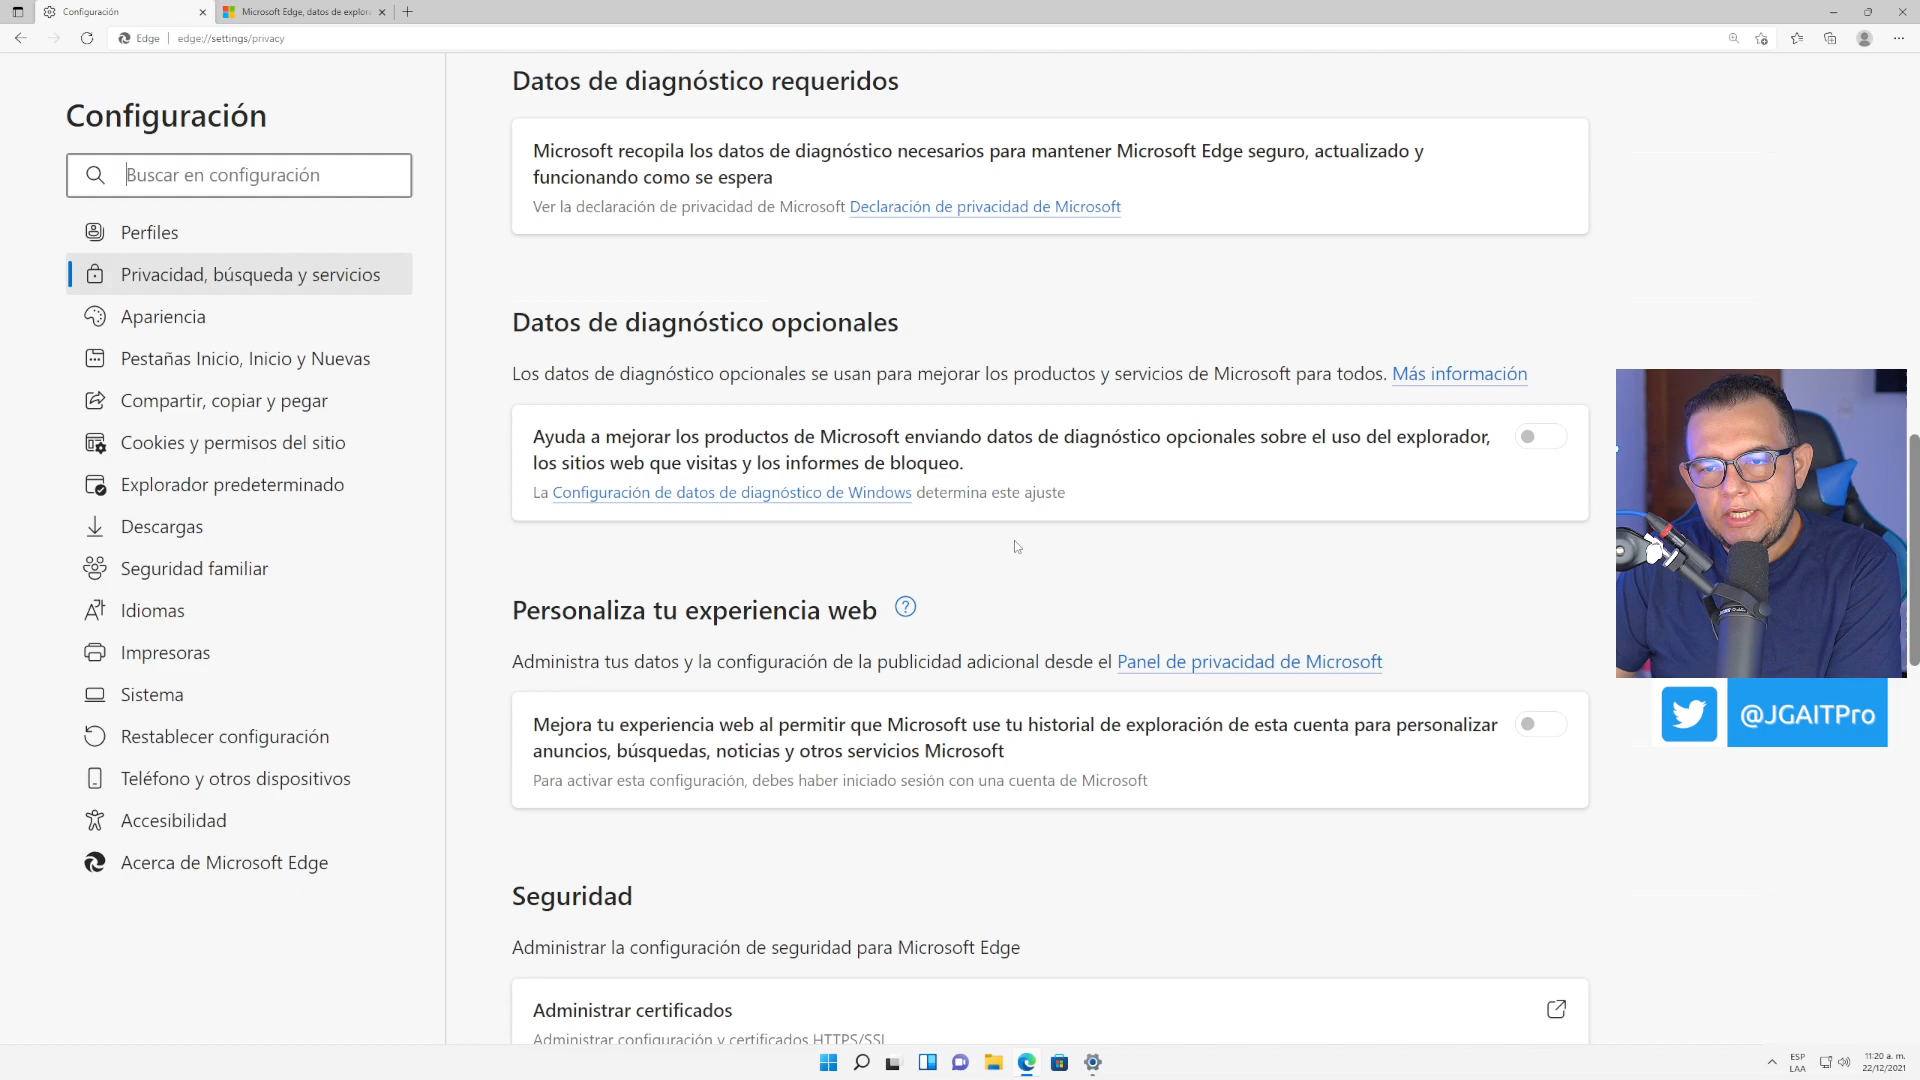 Configuración
Microsoft Edge, datos de explor
Edge
edge://settings/privacy
Configuración
Buscar en configuración
Perfiles
Privacidad, búsqueda y servicios
Apariencia
Pestañas Inicio, Inicio y Nuevas
Compartir, copiar y pegar
Cookies y permisos del sitio
Explorador predeterminado
Descargas
Seguridad familiar
Idiomas
Impresoras
Sistema
Restablecer configuración
Teléfono y otros dispositivos
Accesibilidad
Acerca de Microsoft Edge
Datos de diagnóstico requeridos
Microsoft recopila los datos de diagnóstico necesarios para mantener Microsoft Edge seguro, actualizado y
funcionando como se espera
Ver la declaración de privacidad de Microsoft Declaración de privacidad de Microsoft
Datos de diagnóstico opcionales
Los datos de diagnóstico opcionales se usan para mejorar los productos y servicios de Microsoft para todos. Más información
Ayuda a mejorar los productos de Microsoft enviando datos de diagnóstico opcionales sobre el uso del explorador,
los sitios web que visitas y los informes de bloqueo.
La Configuración de datos de diagnóstico de Windows determina este ajuste
Personaliza tu experiencia web
Administra tus datos y la configuración de la publicidad adicional desde el Panel de privacidad de Microsoft
Mejora tu experiencia web al permitir que Microsoft use tu historial de exploración de esta cuenta para personalizar
anuncios, búsquedas, noticias y otros servicios Microsoft
Para activar esta configuración, debes haber iniciado sesión con una cuenta de Microsoft
Seguridad
Administrar la configuración de seguridad para Microsoft Edge
Administrar certificados
Administrar configuración y certificados HTTPS/SSL
@JGAITPro
ESP
LAA
11:20 a. m.
22/12/2021